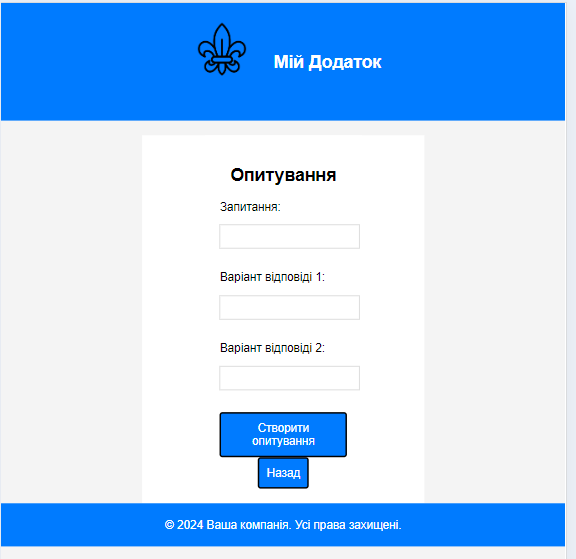 Мій Додаток
Опитування
Запитання:
Варіант відповіді 1:
Варіант відповіді 2:
Створити
опитування
Назад
© 2024 Ваша компанія. Усі права захищені.